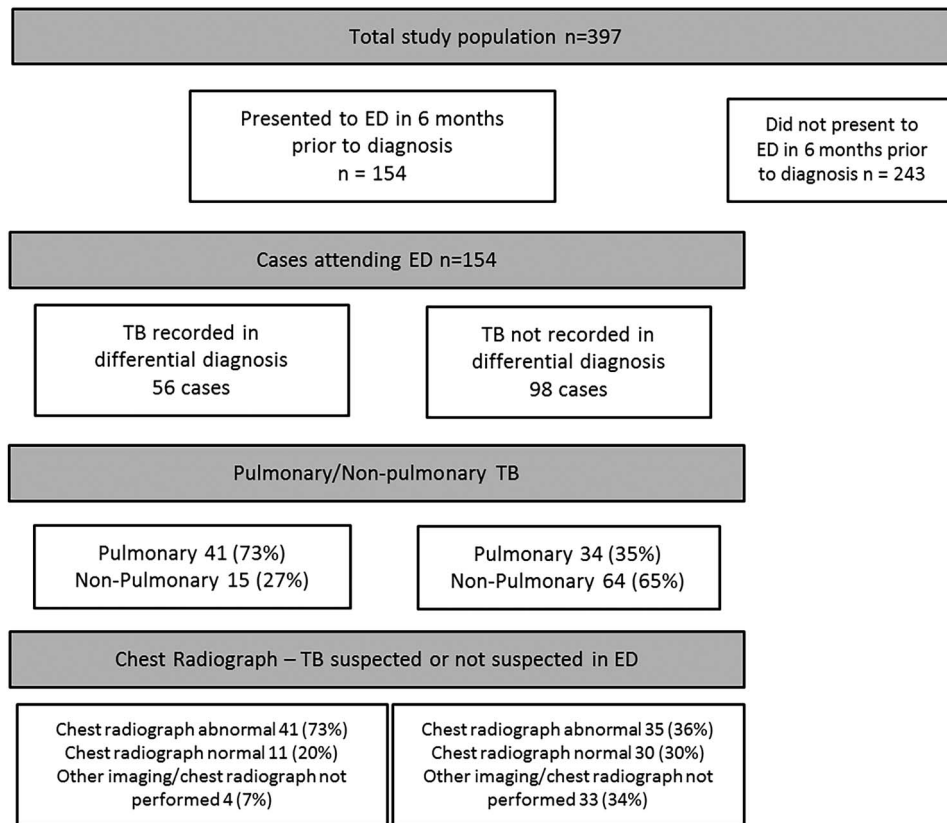 Total study population n=397
Presented to ED in 6 months
prior to diagnosis
n = 154
Did not present to
ED in 6 months prior
to diagnosis n = 243
Cases attending ED n=154
TB recorded in
differential diagnosis
56 cases
TB not recorded in
differential diagnosis
98 cases
Pulmonary/Non-pulmonary TB
Pulmonary 41 (73%)
Non-Pulmonary 15 (27%)
Pulmonary 34 (35%)
Non-Pulmonary 64 (65%)
Chest Radiograph – TB suspected or not suspected in ED
Chest radiograph abnormal 41 (73%)
Chest radiograph normal 11 (20%)
Other imaging/chest radiograph not
performed 4 (7%)
Chest radiograph abnormal 35 (36%)
Chest radiograph normal 30 (30%)
Other imaging/chest radiograph not
performed 33 (34%)